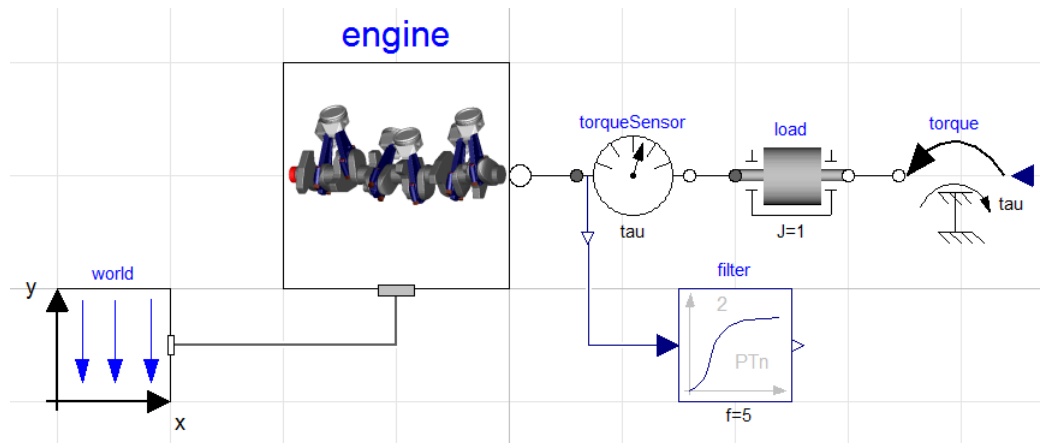 engine
torqueSensor
load
torque
tau
J=1
tau
world
y
x
filter
2
PTn
f=5